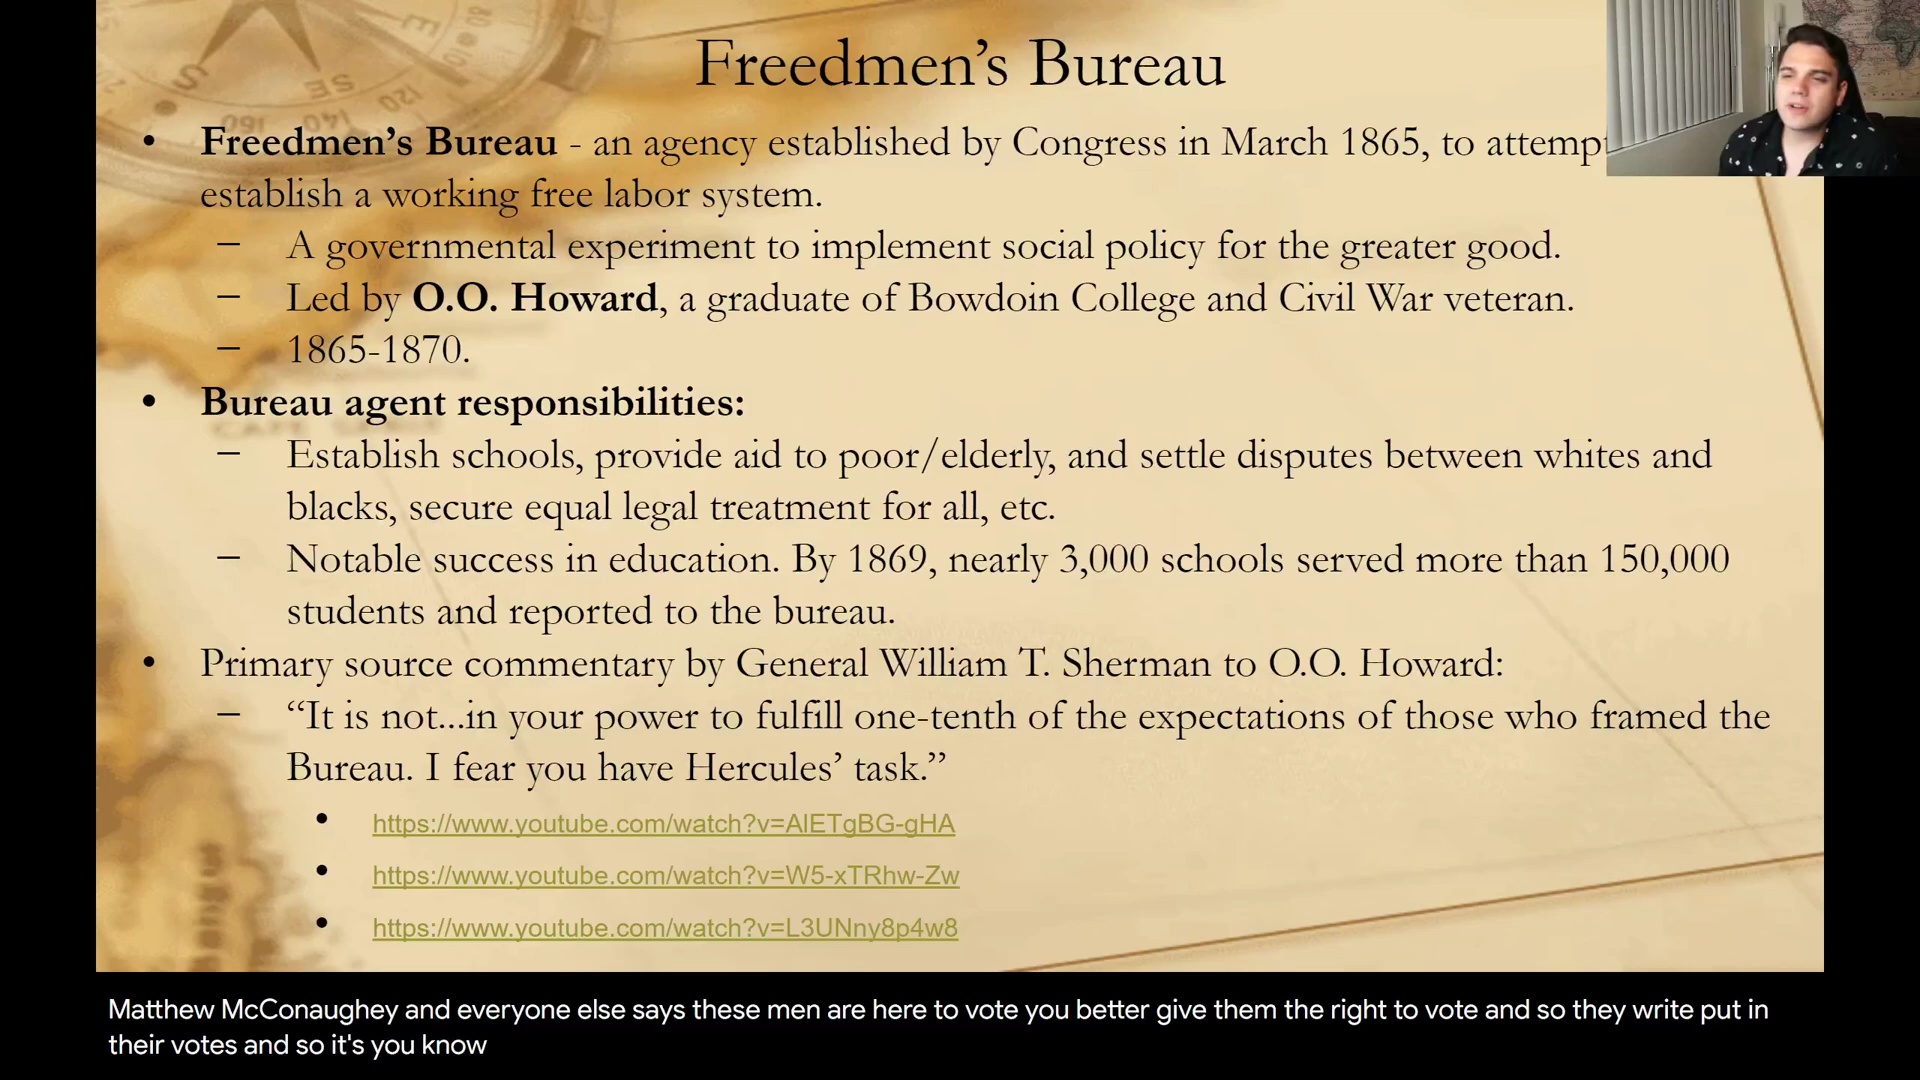 Freedmen's Bureau
• Freedmen's Bureau - an agency established by Congress in March 1865, to attempt
establish a working free labor system.
– A governmental experiment to implement social policy for the greater good.
– Led by O.O. Howard, a graduate of Bowdoin College and Civil War veteran.
– 1865-1870.
• Bureau agent responsibilities:
– Establish schools, provide aid to poor/elderly, and settle disputes between whites and
blacks, secure equal legal treatment for all, etc.
– Notable success in education. By 1869, nearly 3,000 schools served more than 150,000
students and reported to the bureau.
• Primary source commentary by General William T. Sherman to O.O. Howard:
– “It is not...in your power to fulfill one-tenth of the expectations of those who framed the
Bureau. I fear you have Hercules’ task.”
• https://www.youtube.com/watch?v=AlETgBG-gHA
• https://www.youtube.com/watch?v=W5-xTRhw-Zw
• https://www.youtube.com/watch?v=L3UNny8p4w8
Matthew McConaughey and everyone else says these men are here to vote you better give them the right to vote and so they write put in
their votes and so it's you know
S
SE
E
160
140
120
80